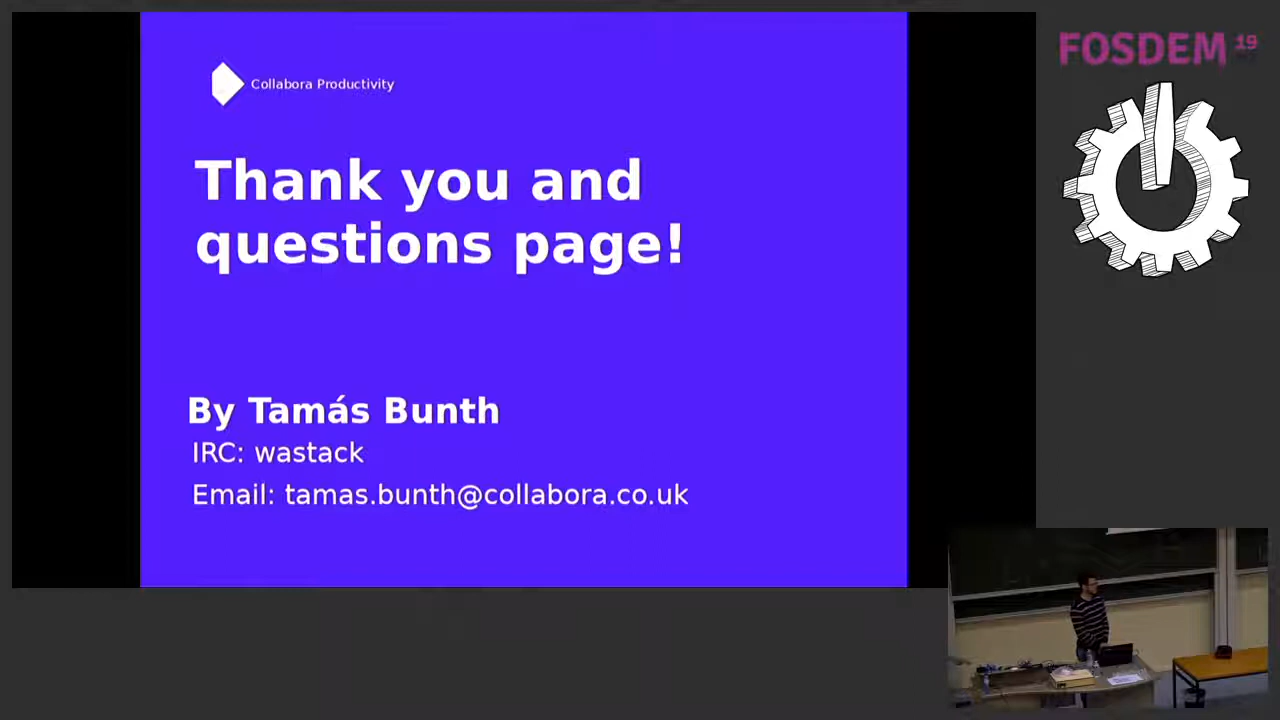 Collabora Productivity
Thank you and
questions page!
By Tamás Bunth
IRC: wastack
Email: tamas.bunth@collabora.co.uk
FOSDEM 19